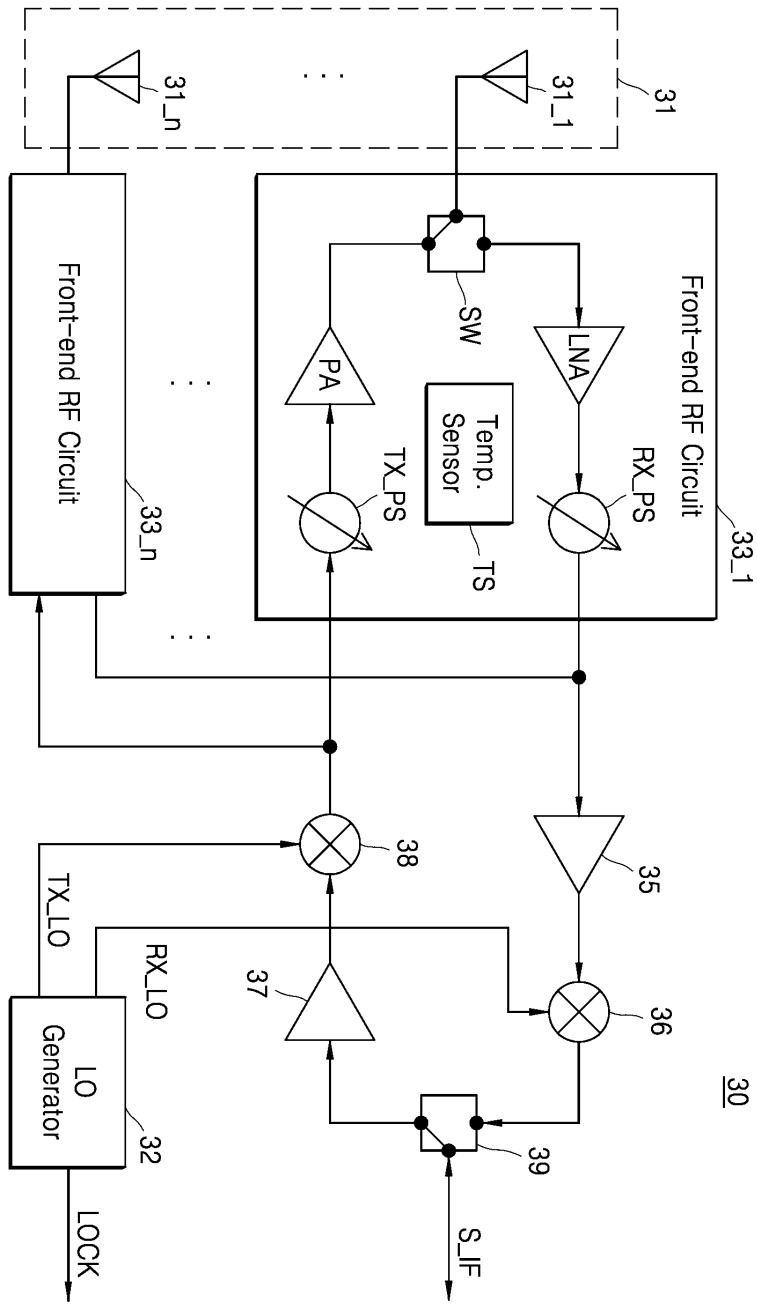 30
31
31_1
31_n
. . .
Front-end RF Circuit
33_1
SW
LNA
RX_PS
Temp.
Sensor
TS
PA
TX_PS
. . .
Front-end RF Circuit
33_n
. . .
35
36
37
38
39
S_IF
TX_LO
RX_LO
LO
Generator
32
LOCK